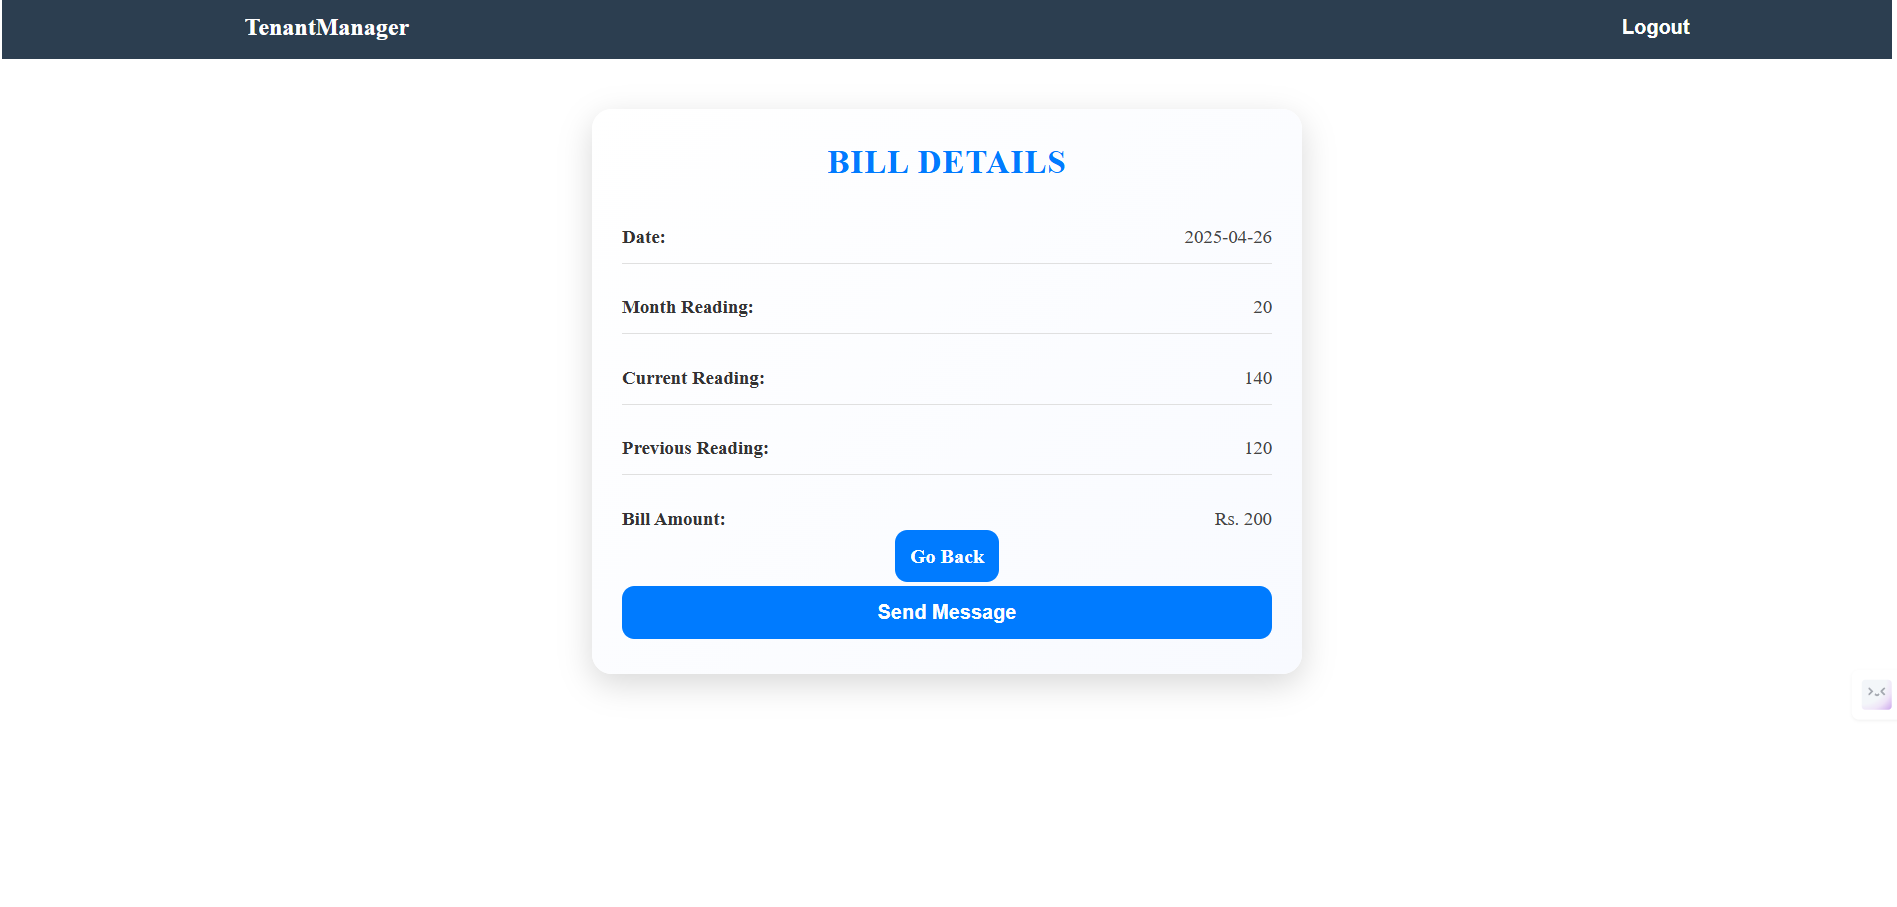 TenantManager
Logout
BILL DETAILS
Date: 2025-04-26
Month Reading: 20
Current Reading: 140
Previous Reading: 120
Bill Amount: Rs. 200
Go Back
Send Message